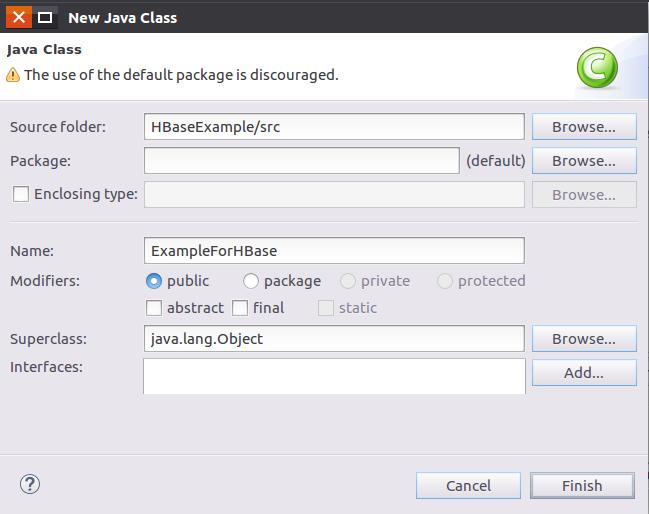 New Java Class
Java Class
The use of the default package is discouraged.
Source folder: HBaseExample/src Browse...
Package: (default) Browse...
Enclosing type: Browse...
Name: ExampleForHBase
Modifiers: public package private protected
abstract final static
Superclass: java.lang.Object Browse...
Interfaces: Add...
? Cancel Finish